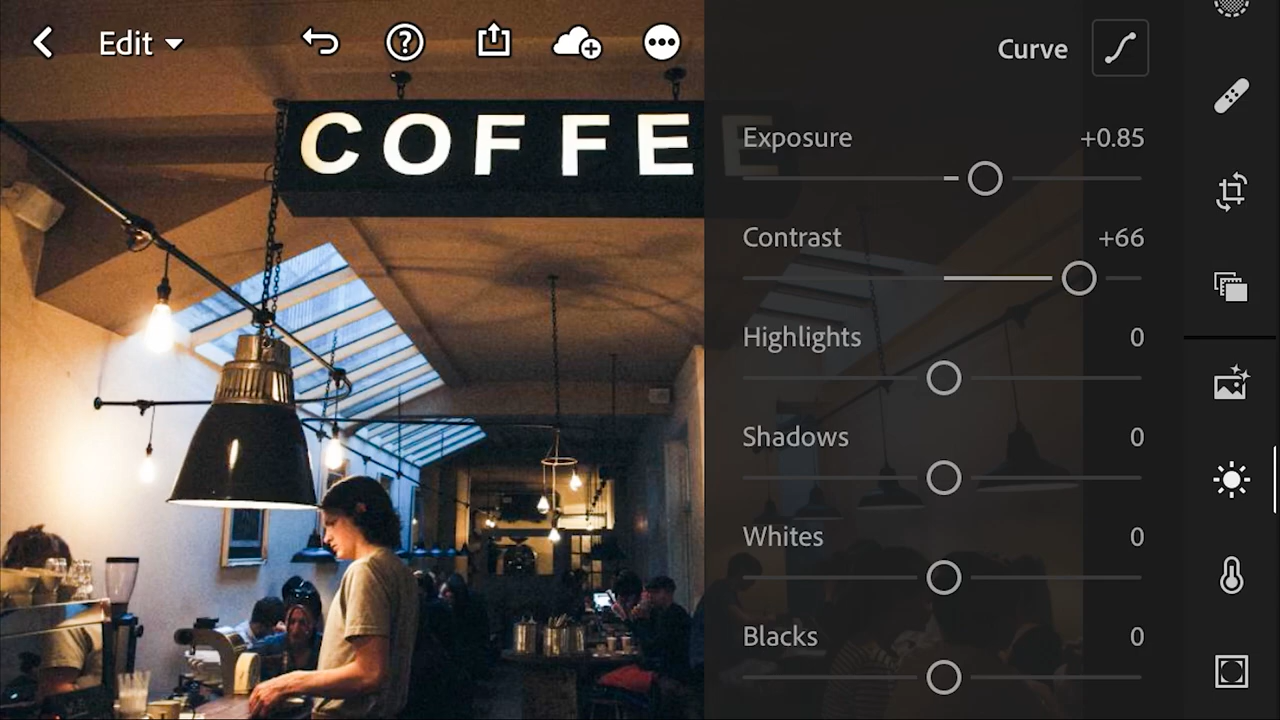 Edit
COFFEE
Curve
Exposure +0.85
Contrast +66
Highlights 0
Shadows 0
Whites 0
Blacks 0